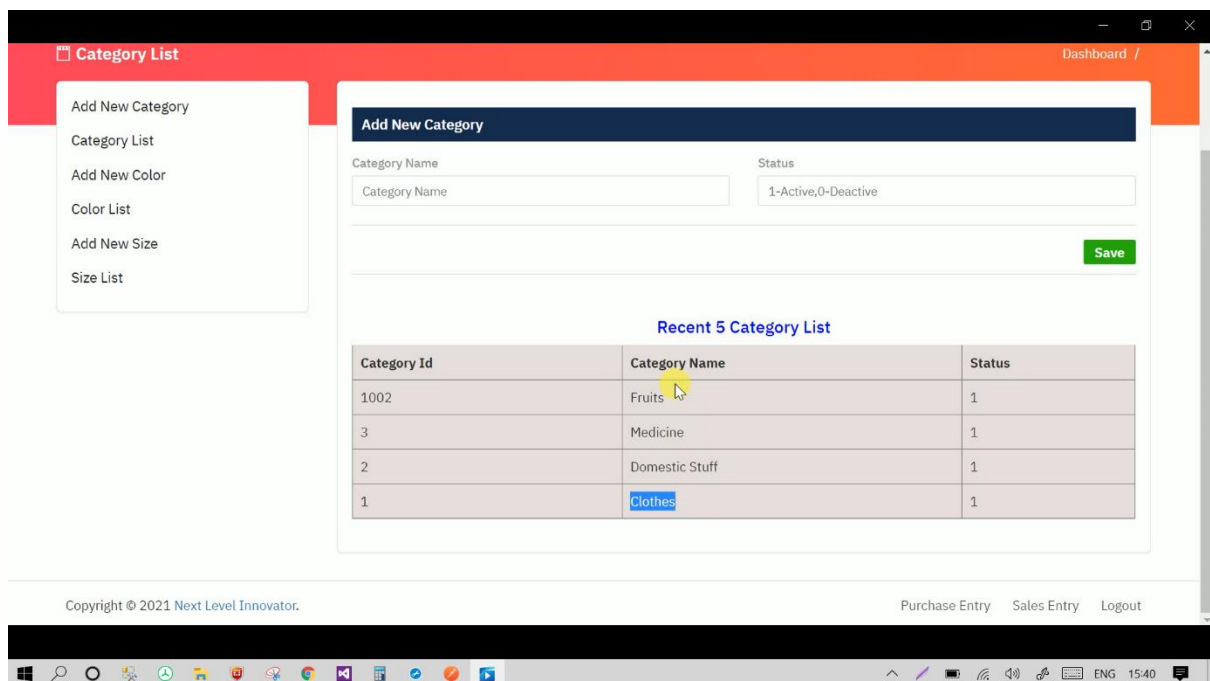 Category List
Dashboard /
Add New Category
Category List
Add New Color
Color List
Add New Size
Size List
Add New Category
Category Name Status
Category Name 1-Active,0-Deactive
Save
Recent 5 Category List
Category Id Category Name Status
1002 Fruits 1
3 Medicine 1
2 Domestic Stuff 1
1 Clothes 1
Copyright © 2021 Next Level Innovator. Purchase Entry Sales Entry Logout
ENG 15:40